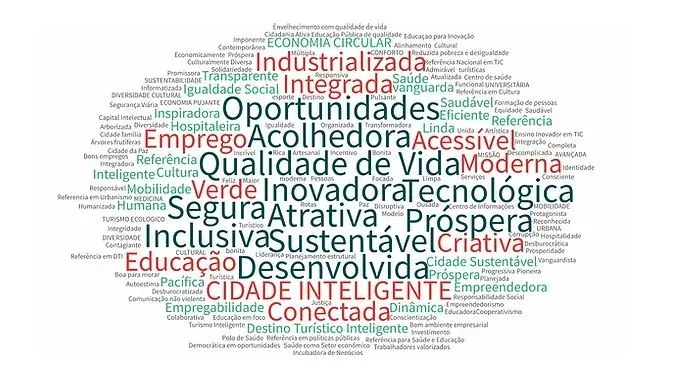 Envelhecimento com qualidade de vida
Cidadania Ativa Educação Pública de qualidade Educaçao para Inovação
Imponente ECONOMIA CIRCULAR Alinhamento Cultural
Contemporânea Múltipla CONFORTO Reduzida pobreza e desigualdade
Economicamente Próspera Industrializada Referência Nacional em TIC
Culturalmente Diversa Admirável turísticas
Solidariedade
Promissora Transparente Responsiva Saúde Atualizada Centro de saúde
SUSTENTABILIDADE Integrada Funcional UNIVERSITÁRIA
Informatizada Igualdade Social vanguarda Referência em Cultura
DIVERSIDADE CULTURAL esporte Destino Pulsante
Segurança Viária ECONOMIA PUJANTE Oportunidades Saudável Formação de pessoas
Inspiradora Eficiente Equidade Saudavel
Capital Intelectual Referência
Arborizada Diversidade Hospitaleira Igualdade Organizada Transformadora Linda Unida Artística
Cidade família Emprego Acolhedora Acessível Ensino Inovador em TIC
Árvores frutíferas Integração
Cidade da Paz Incrível Rica Artesanal Incentivo Bonita Descomplicada Completa
Bons empregos Referência Qualidade de Vida MISSÃO AVANÇADA
Integradora Moderna Identidade
Inteligente Cultura Feliz Maior moderna Pessoas Focada Limpa Serviços Consciente
Responsável Mobilidade Verde Inovadora Tecnológica
Referencia em Urbanismo MEDICINA Rotas Paz Disruptiva Ousada Centro de Informações MOBILIDADE
Humanizada Humana Segura Atrativa Modelo Próspera Protagonista
TURISMO ECOLOGICO Reconhecida
Integridade Turístico URBANA
DIVERSIDADE Inclusiva Sustentável Criativa Corrupção Hospitalidade
Contagiante Desburocrática
CULTURAL bonita Liderança Planejamento estrutural Prosperidade
Referência em DTI Educação Desenvolvida Cidade Sustentável Vanguardista
Boa para morar Turística Próspera Progressiva Pioneira
Autoestima Pacífica Planejada
Desburocratizada CIDADE INTELIGENTE Empreendedora
Comunicação não violenta Justiça Responsabilidade Social
Empregabilidade Conectada Dinâmica Empreendedorismo
Educadora Cooperativismo
Colaborativa Educação em foco Conscientização
Turismo Inteligente Destino Turístico Inteligente Bom ambiente empresarial
Investimento
Polo de Saúde Referência em políticas públicas Referência para Saúde e Educação
Democrática em oportunidades Saúde como Setor econômico Trabalhadores valorizados
Incubadora de Negócios